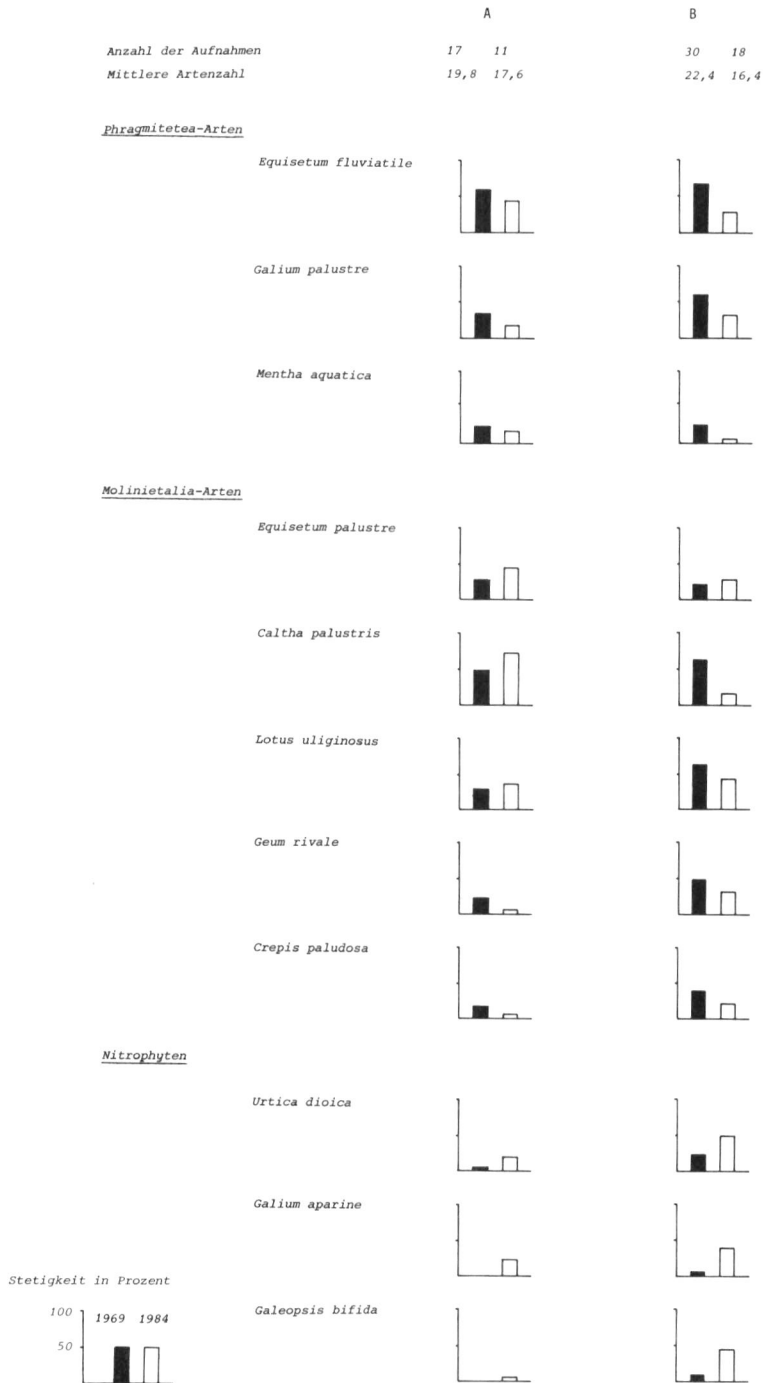 A B
Anzahl der Aufnahmen 17 11 30 18
Mittlere Artenzahl 19,8 17,6 22,4 16,4
Phragmitetea-Arten
Equisetum fluviatile
Galium palustre
Mentha aquatica
Molinietalia-Arten
Equisetum palustre
Caltha palustris
Lotus uliginosus
Geum rivale
Crepis paludosa
Nitrophyten
Urtica dioica
Galium aparine
Stetigkeit in Prozent
Galeopsis bifida
100 1969 1984
50